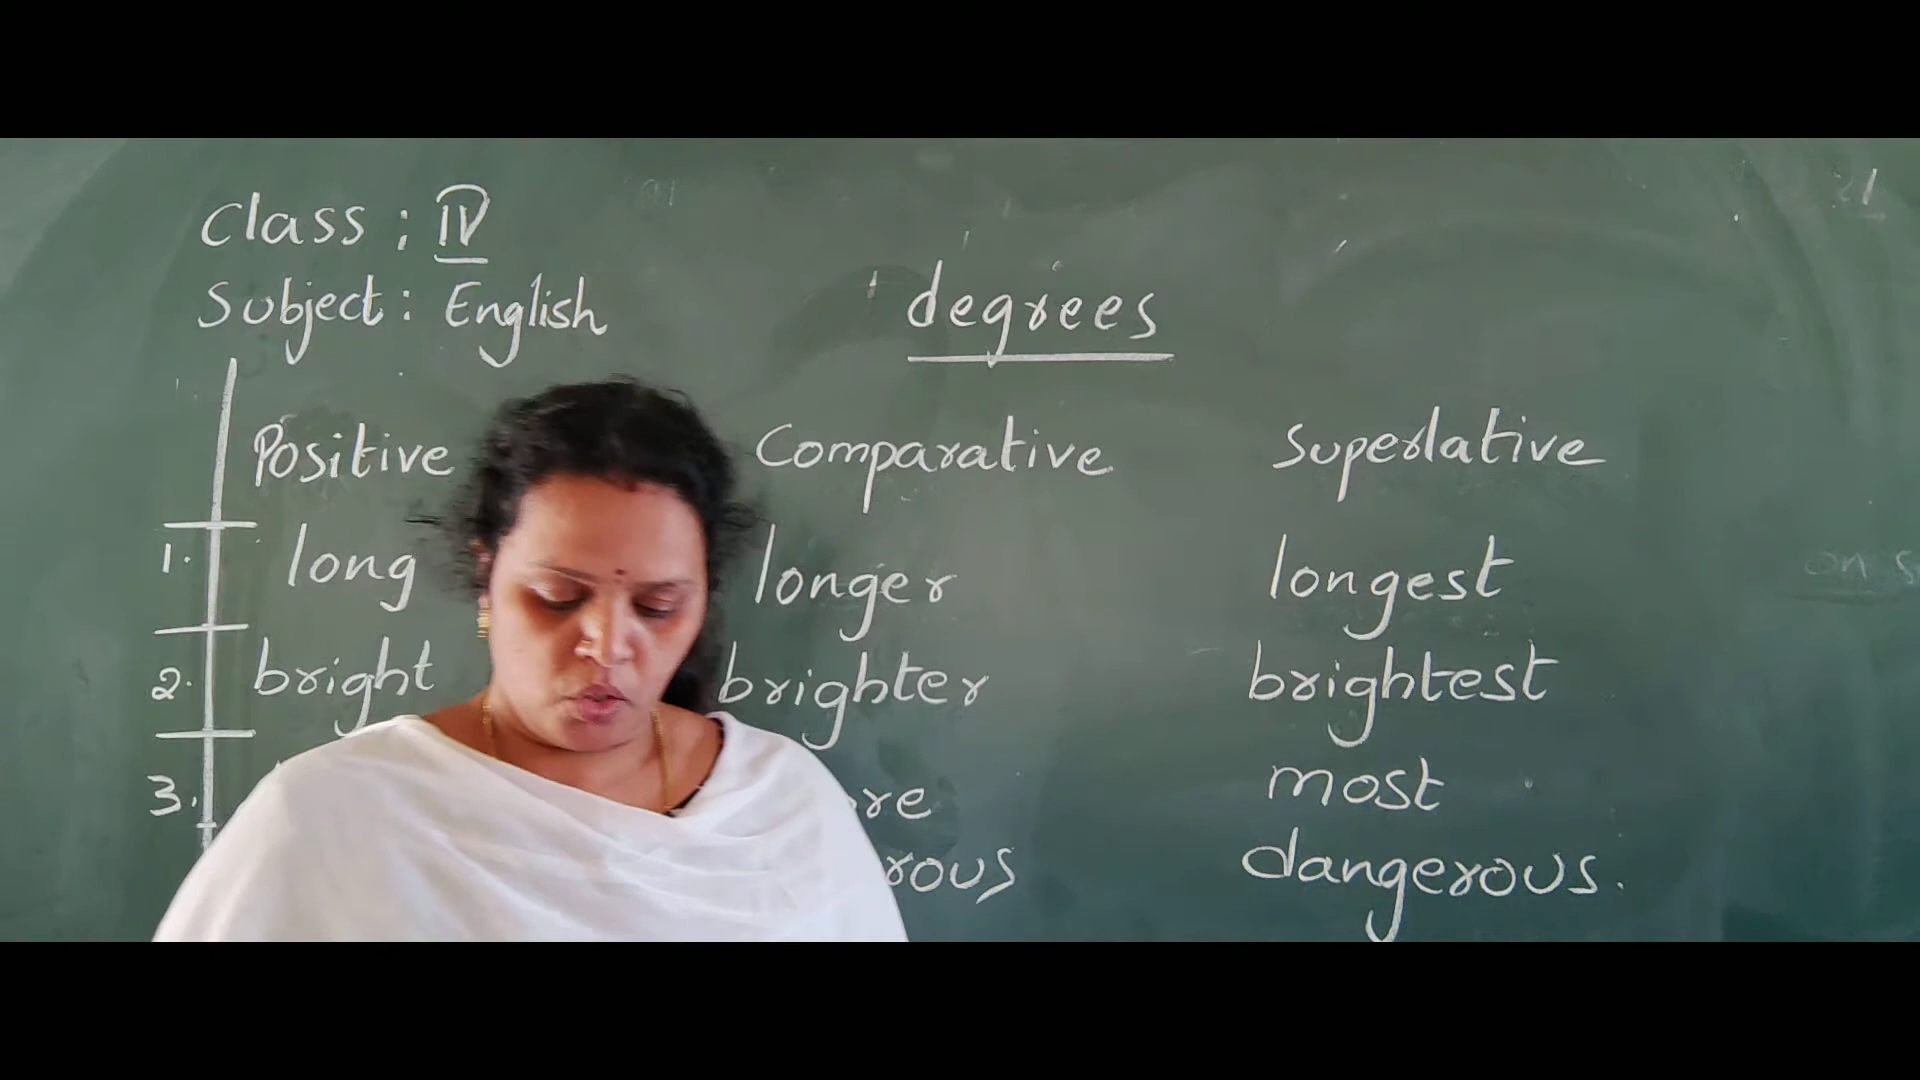 Class : IV
Subject : English
degrees
Positive Comparative Superlative
1. long longer longest
2. bright brighter brightest
3. most
dangerous.